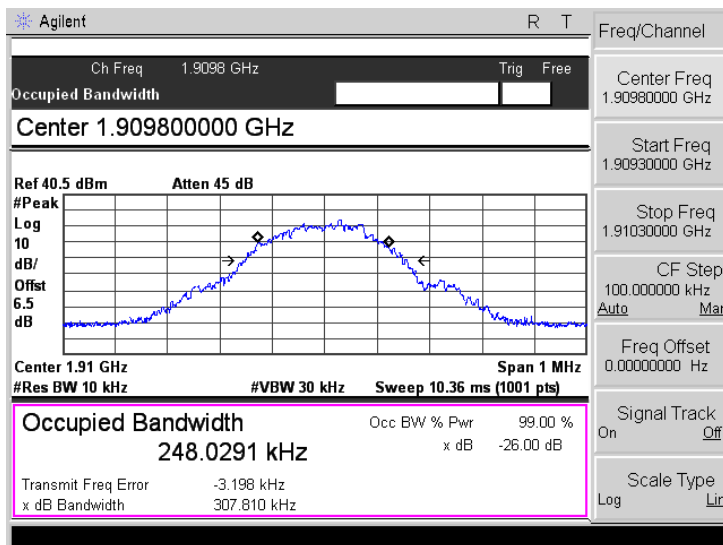 Agilent R T
Ch Freq 1.9098 GHz Trig Free
Occupied Bandwidth
Center 1.909800000 GHz
Ref 40.5 dBm Atten 45 dB
#Peak
Log
10
dB/
Offst
6.5
dB
Center 1.91 GHz Span 1 MHz
#Res BW 10 kHz #VBW 30 kHz Sweep 10.36 ms (1001 pts)
Occupied Bandwidth Occ BW % Pwr 99.00 %
248.0291 kHz x dB -26.00 dB
Transmit Freq Error -3.198 kHz
x dB Bandwidth 307.810 kHz
Freq/Channel
Center Freq
1.90980000 GHz
Start Freq
1.90930000 GHz
Stop Freq
1.91030000 GHz
CF Step
100.000000 kHz
Auto Man
Freq Offset
0.00000000 Hz
Signal Track
On Off
Scale Type
Log Lin